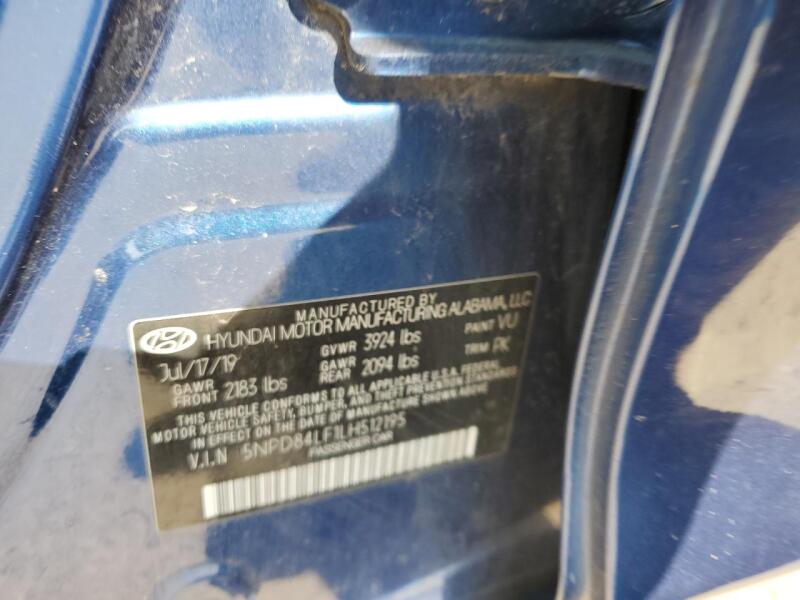 MANUFACTURED BY
HYUNDAI MOTOR MANUFACTURING ALABAMA, LLC
Jul/17/19 GVWR 3924 lbs PAINT VU
GAWR FRONT 2183 lbs GAWR REAR 2094 lbs TRIM PK
THIS VEHICLE CONFORMS TO ALL APPLICABLE U.S.A. FEDERAL
MOTOR VEHICLE SAFETY, BUMPER, AND THEFT PREVENTION STANDARDS
IN EFFECT ON THE DATE OF MANUFACTURE SHOWN ABOVE.
V.I.N 5NPD84LF1LH512195
PASSENGER CAR